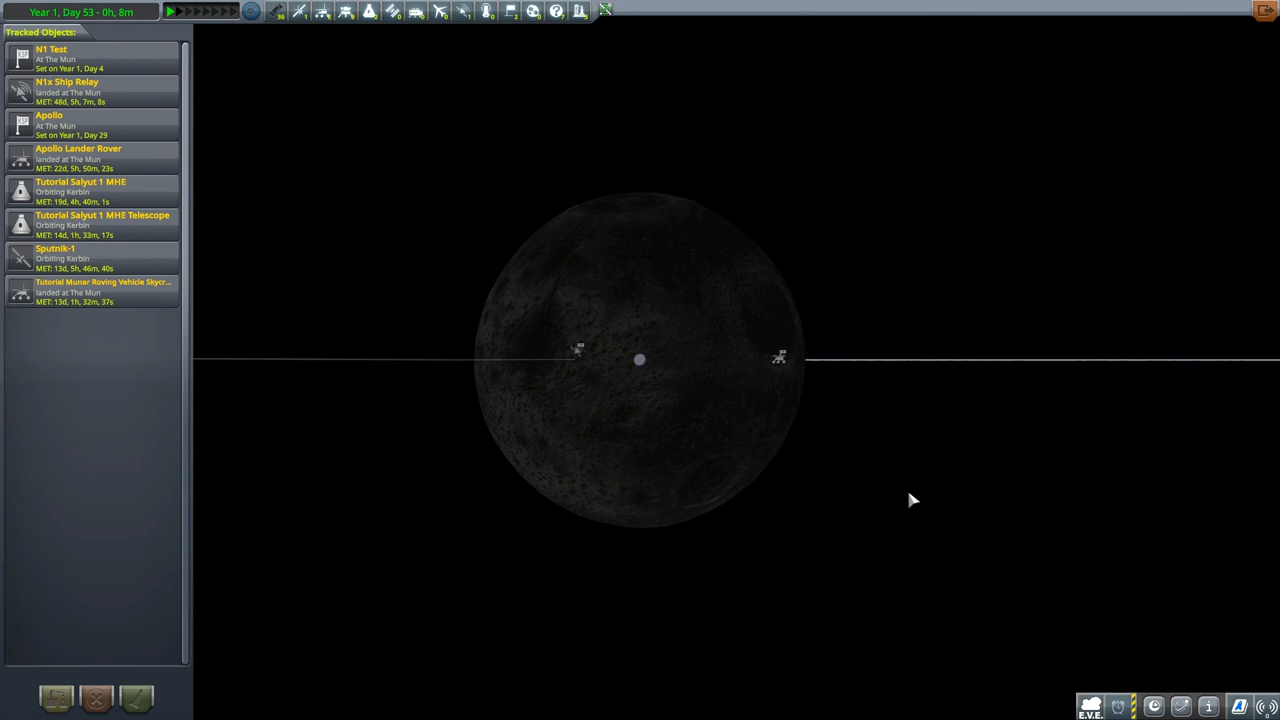 Year 1, Day 53 - 0h, 8m
Tracked Objects:
N1 Test
At The Mun
Set on Year 1, Day 4
N1x Ship Relay
landed at The Mun
MET: 48d, 5h, 7m, 8s
Apollo
At The Mun
Set on Year 1, Day 29
Apollo Lander Rover
landed at The Mun
MET: 22d, 5h, 50m, 23s
Tutorial Salyut 1 MHE
Orbiting Kerbin
MET: 19d, 4h, 40m, 1s
Tutorial Salyut 1 MHE Telescope
Orbiting Kerbin
MET: 14d, 1h, 33m, 17s
Sputnik-1
Orbiting Kerbin
MET: 13d, 5h, 46m, 40s
Tutorial Munar Roving Vehicle Skycr...
landed at The Mun
MET: 13d, 1h, 32m, 37s
E.V.E.